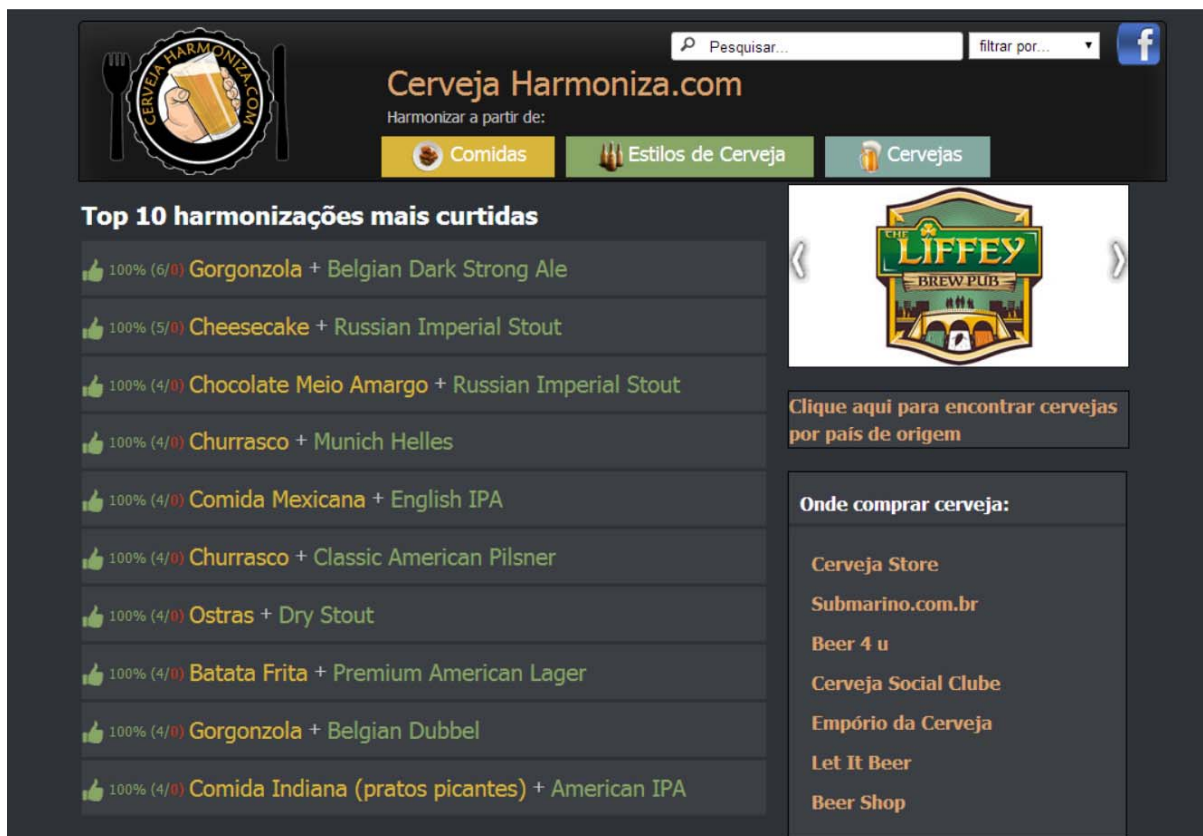 CERVEJA HARMONIZA.COM
Pesquisar...
filtrar por...
f
Cerveja Harmoniza.com
Harmonizar a partir de:
Comidas
Estilos de Cerveja
Cervejas
Top 10 harmonizações mais curtidas
100% (6/0) Gorgonzola + Belgian Dark Strong Ale
100% (5/0) Cheesecake + Russian Imperial Stout
100% (4/0) Chocolate Meio Amargo + Russian Imperial Stout
100% (4/0) Churrasco + Munich Helles
100% (4/0) Comida Mexicana + English IPA
100% (4/0) Churrasco + Classic American Pilsner
100% (4/0) Ostras + Dry Stout
100% (4/0) Batata Frita + Premium American Lager
100% (4/0) Gorgonzola + Belgian Dubbel
100% (4/0) Comida Indiana (pratos picantes) + American IPA
THE
LIFFEY
BREW PUB
Clique aqui para encontrar cervejas
por país de origem
Onde comprar cerveja:
Cerveja Store
Submarino.com.br
Beer 4 u
Cerveja Social Clube
Empório da Cerveja
Let It Beer
Beer Shop